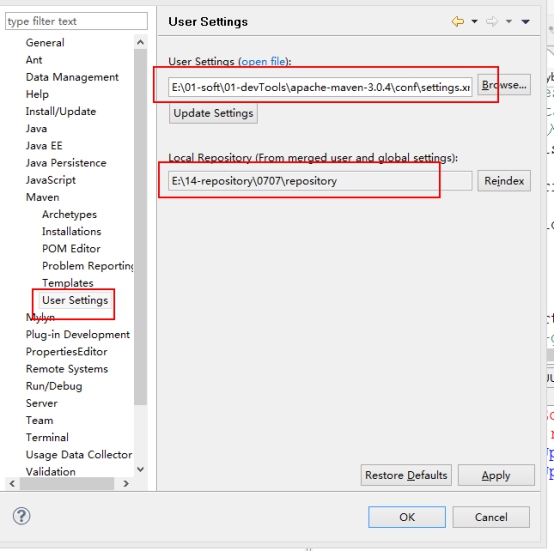 type filter text
User Settings
General
Ant
Data Management
Help
Install/Update
Java
Java EE
Java Persistence
JavaScript
Maven
Archetypes
Installations
POM Editor
Problem Reporting
Templates
User Settings
Mylyn
Plug-in Development
PropertiesEditor
Remote Systems
Run/Debug
Server
Team
Terminal
Usage Data Collector
Validation
User Settings (open file):
E:\01-soft\01-devTools\apache-maven-3.0.4\conf\settings.xm
Browse...
Update Settings
Local Repository (From merged user and global settings):
E:\14-repository\0707\repository
Reindex
Restore Defaults
Apply
OK
Cancel